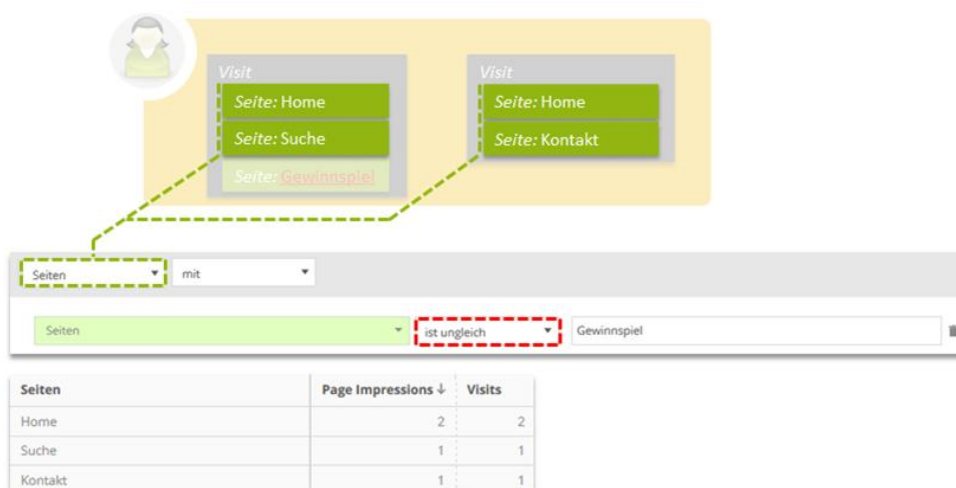 Visit
Seite: Home
Seite: Suche
Seite: Gewinnspiel
Visit
Seite: Home
Seite: Kontakt
Seiten mit
Seiten ist ungleich Gewinnspiel
Seiten Page Impressions ↓ Visits
Home 2 2
Suche 1 1
Kontakt 1 1